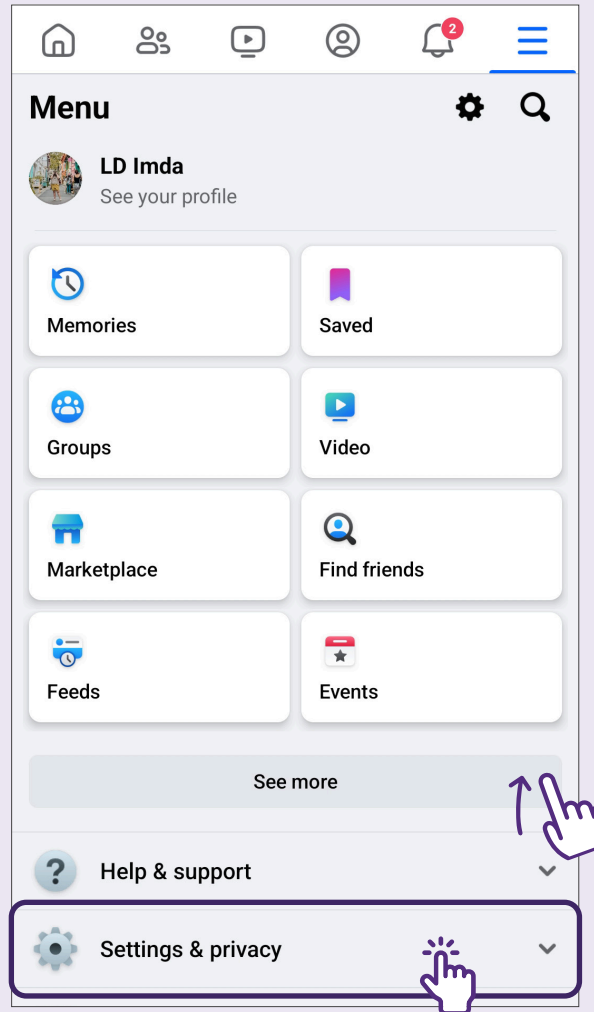 2
Menu
LD Imda
See your profile
Memories
Saved
Groups
Video
Marketplace
Find friends
Feeds
Events
See more
?
Help & support
Settings & privacy